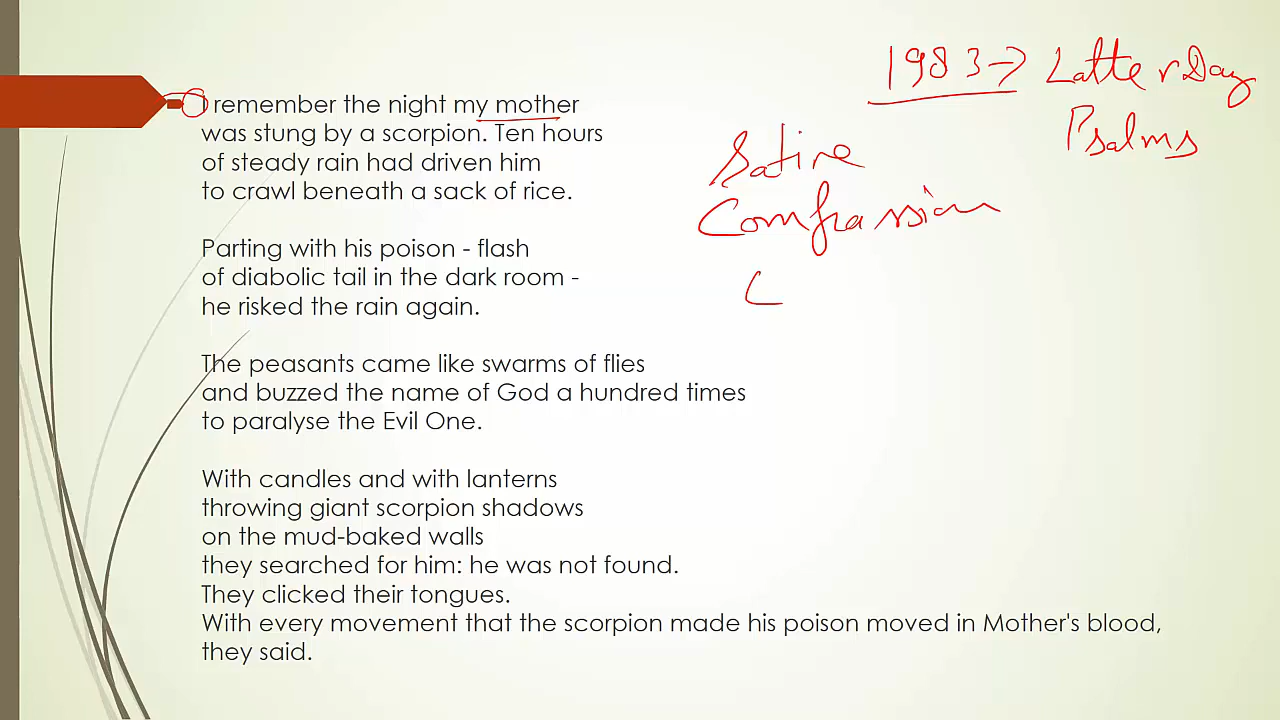 1983→ Latter Day
Psalms
Satire
Compassion
C
I remember the night my mother
was stung by a scorpion. Ten hours
of steady rain had driven him
to crawl beneath a sack of rice.
Parting with his poison - flash
of diabolic tail in the dark room -
he risked the rain again.
The peasants came like swarms of flies
and buzzed the name of God a hundred times
to paralyse the Evil One.
With candles and with lanterns
throwing giant scorpion shadows
on the mud-baked walls
they searched for him: he was not found.
They clicked their tongues.
With every movement that the scorpion made his poison moved in Mother's blood,
they said.